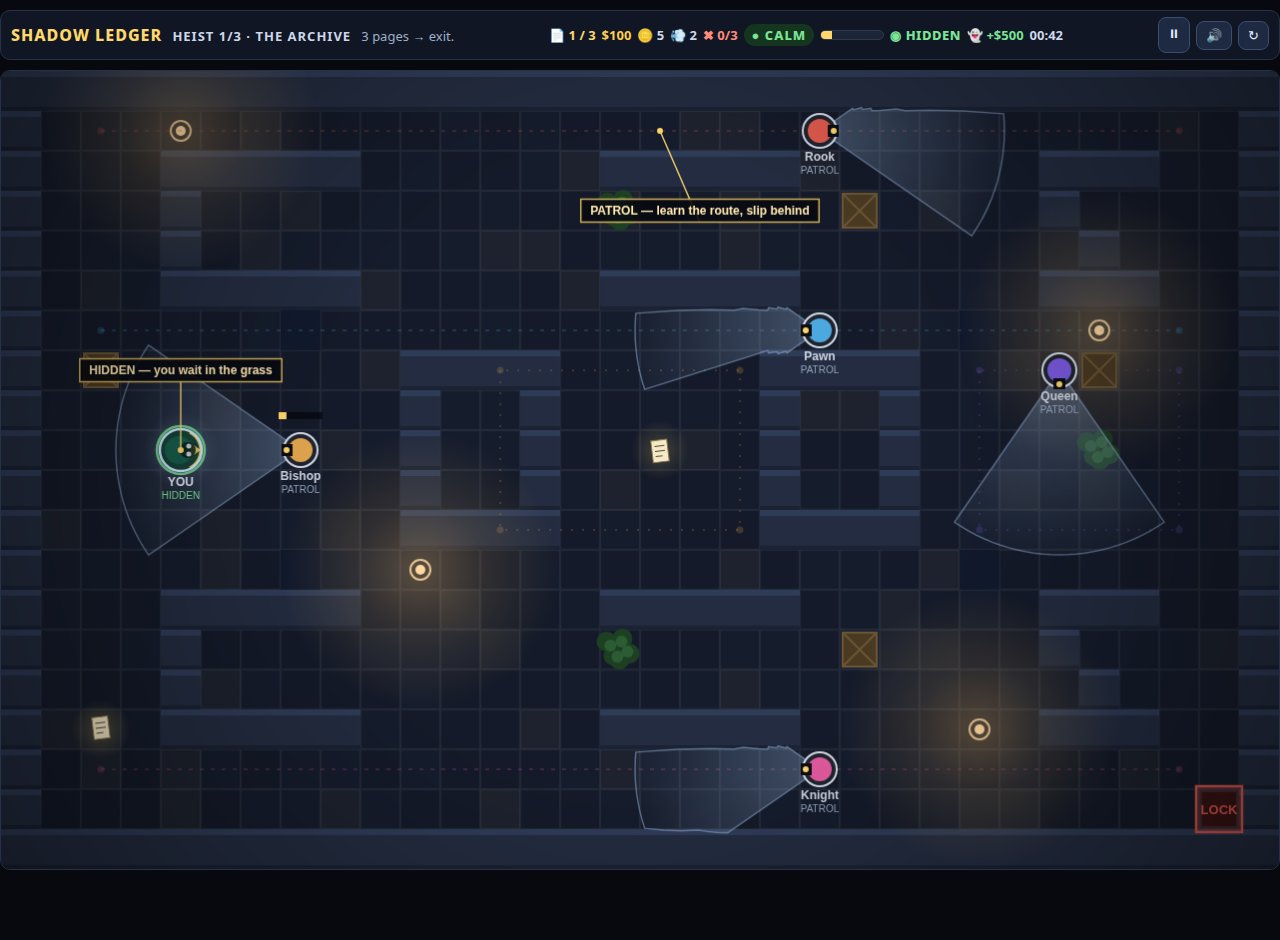 SHADOW LEDGER HEIST 1/3 · THE ARCHIVE 3 pages → exit. 1 / 3 $100 5 2 ✖ 0/3 ● CALM ◉ HIDDEN +$500 00:42
Rook
PATROL
PATROL — learn the route, slip behind
Pawn
PATROL
HIDDEN — you wait in the grass
Queen
PATROL
YOU
HIDDEN
Bishop
PATROL
Knight
PATROL
LOCK